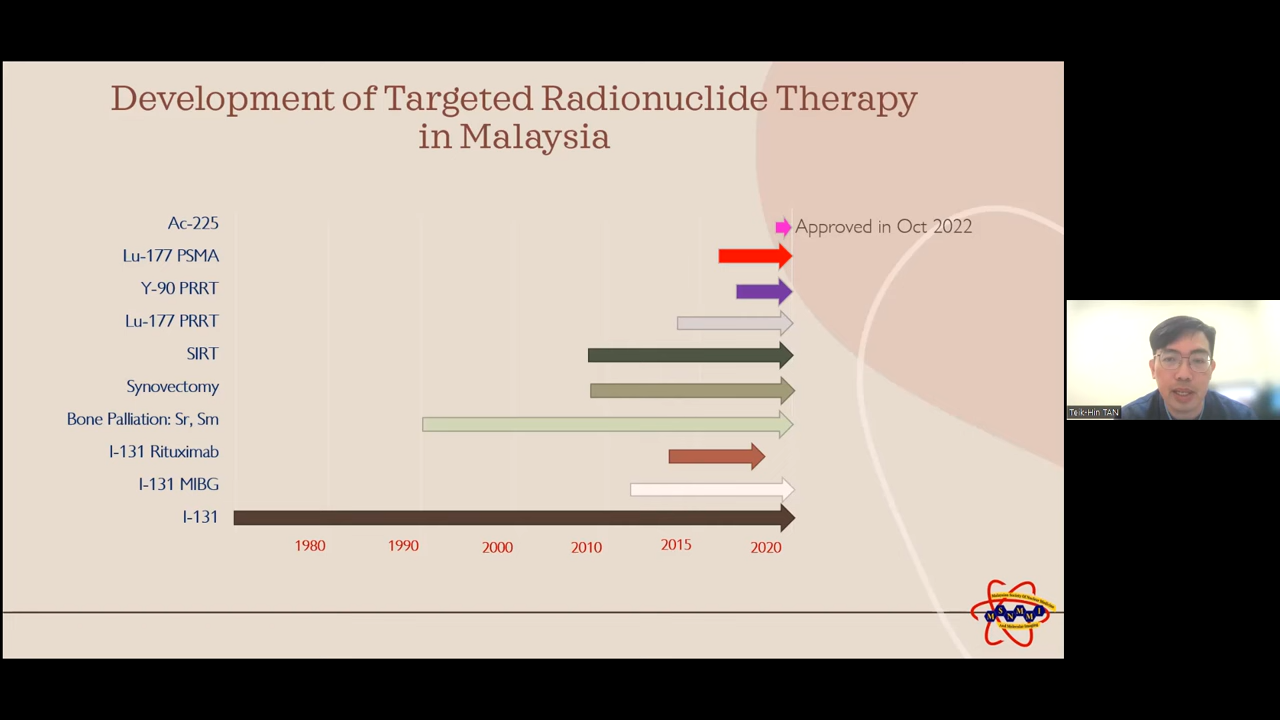 Development of Targeted Radionuclide Therapy
in Malaysia
Ac-225
Approved in Oct 2022
Lu-177 PSMA
Y-90 PRRT
Lu-177 PRRT
SIRT
Synovectomy
Bone Palliation: Sr, Sm
I-131 Rituximab
I-131 MIBG
I-131
1980 1990 2000 2010 2015 2020
Teik-Hin TAN
M S N M M I